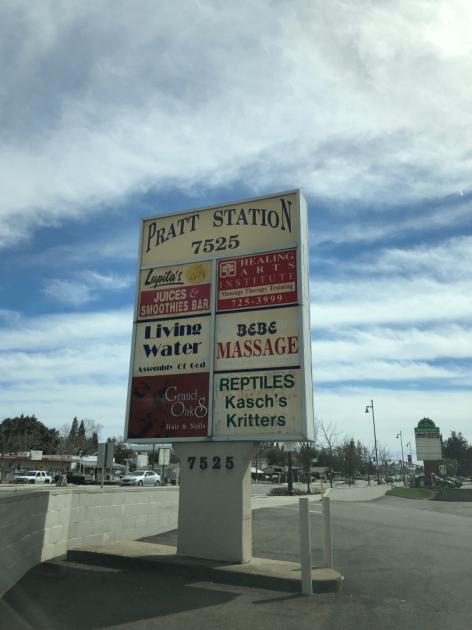 PRATT STATION
7525
Lupita's
JUICES &
SMOOTHIES BAR
HEALING
ARTS
INSTITUTE
Massage Therapy Training
725-3999
Living
Water
Assembly Of God
BEBE
MASSAGE
Grand
Oaks
Hair & Nails
REPTILES
Kasch's
Kritters
7525